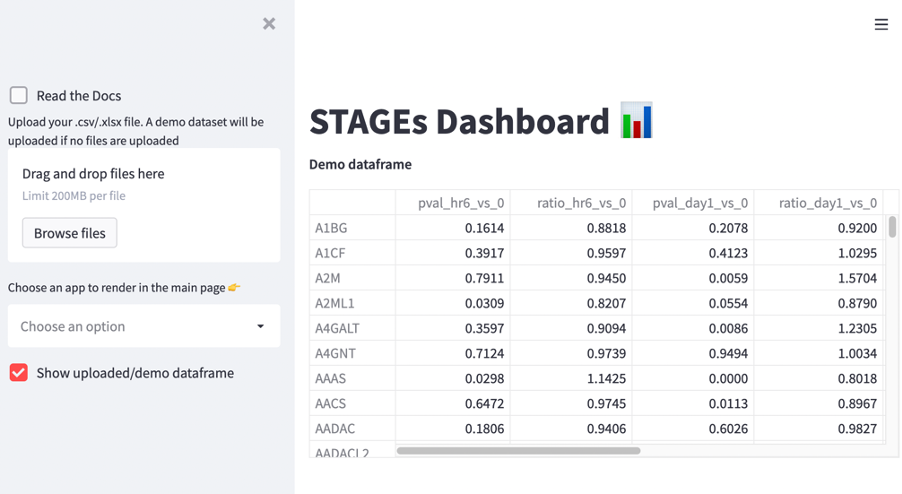 Read the Docs
Upload your .csv/.xlsx file. A demo dataset will be
uploaded if no files are uploaded
Drag and drop files here
Limit 200MB per file
Browse files
Choose an app to render in the main page👉
Choose an option
Show uploaded/demo dataframe
STAGEs Dashboard 📊
Demo dataframe
pval_hr6_vs_0 ratio_hr6_vs_0 pval_day1_vs_0 ratio_day1_vs_0
A1BG 0.1614 0.8818 0.2078 0.9200
A1CF 0.3917 0.9597 0.4123 1.0295
A2M 0.7911 0.9450 0.0059 1.5704
A2ML1 0.0309 0.8207 0.0554 0.8790
A4GALT 0.3597 0.9094 0.0086 1.2305
A4GNT 0.7124 0.9739 0.9494 1.0034
AAAS 0.0298 1.1425 0.0000 0.8018
AACS 0.6472 0.9745 0.0113 0.8967
AADAC 0.1806 0.9406 0.6026 0.9827
AADACL2